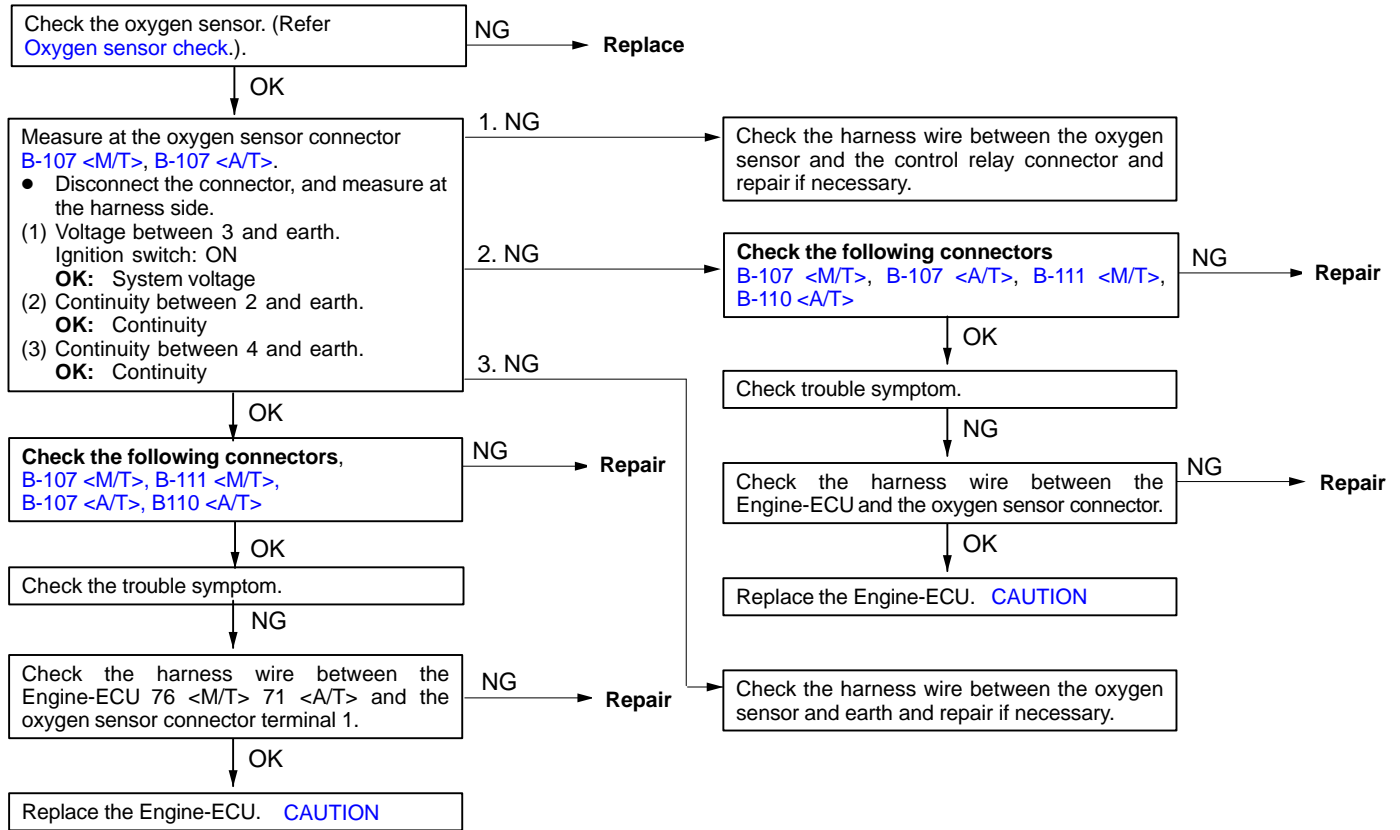 Check the oxygen sensor. (Refer
Oxygen sensor check.).
NG
Replace
OK
Measure at the oxygen sensor connector
B-107 <M/T>, B-107 <A/T>.
● Disconnect the connector, and measure at
the harness side.
(1) Voltage between 3 and earth.
Ignition switch: ON
OK: System voltage
(2) Continuity between 2 and earth.
OK: Continuity
(3) Continuity between 4 and earth.
OK: Continuity
1. NG
Check the harness wire between the oxygen
sensor and the control relay connector and
repair if necessary.
2. NG
Check the following connectors
B-107 <M/T>, B-107 <A/T>, B-111 <M/T>,
B-110 <A/T>
NG
Repair
OK
Check trouble symptom.
NG
Check the harness wire between the
Engine-ECU and the oxygen sensor connector.
NG
Repair
OK
Replace the Engine-ECU. CAUTION
3. NG
Check the harness wire between the oxygen
sensor and earth and repair if necessary.
OK
Check the following connectors,
B-107 <M/T>, B-111 <M/T>,
B-107 <A/T>, B110 <A/T>
NG
Repair
OK
Check the trouble symptom.
NG
Check the harness wire between the
Engine-ECU 76 <M/T> 71 <A/T> and the
oxygen sensor connector terminal 1.
NG
Repair
OK
Replace the Engine-ECU. CAUTION